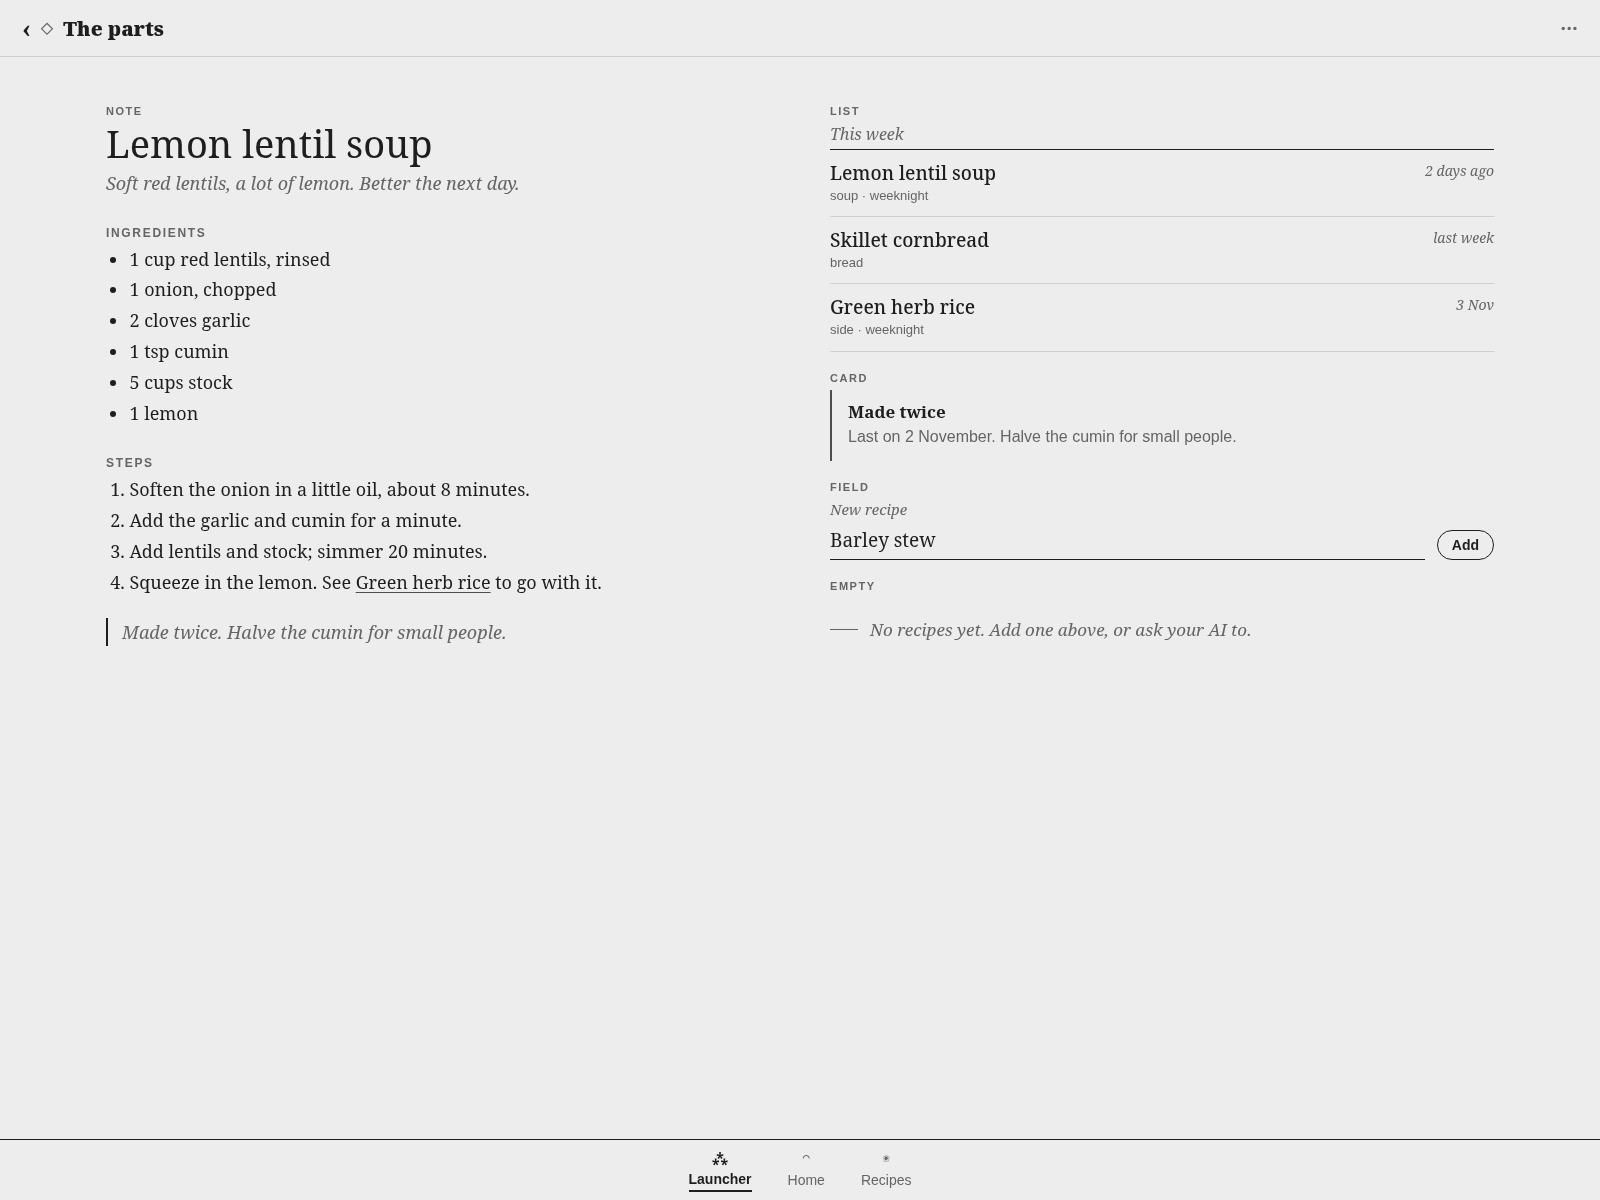 The parts
NOTE
Lemon lentil soup
Soft red lentils, a lot of lemon. Better the next day.
INGREDIENTS
• 1 cup red lentils, rinsed
• 1 onion, chopped
• 2 cloves garlic
• 1 tsp cumin
• 5 cups stock
• 1 lemon
STEPS
1. Soften the onion in a little oil, about 8 minutes.
2. Add the garlic and cumin for a minute.
3. Add lentils and stock; simmer 20 minutes.
4. Squeeze in the lemon. See Green herb rice to go with it.
Made twice. Halve the cumin for small people.
LIST
This week
Lemon lentil soup 2 days ago
soup · weeknight
Skillet cornbread last week
bread
Green herb rice 3 Nov
side · weeknight
CARD
Made twice
Last on 2 November. Halve the cumin for small people.
FIELD
New recipe
Barley stew Add
EMPTY
No recipes yet. Add one above, or ask your AI to.
Launcher Home Recipes